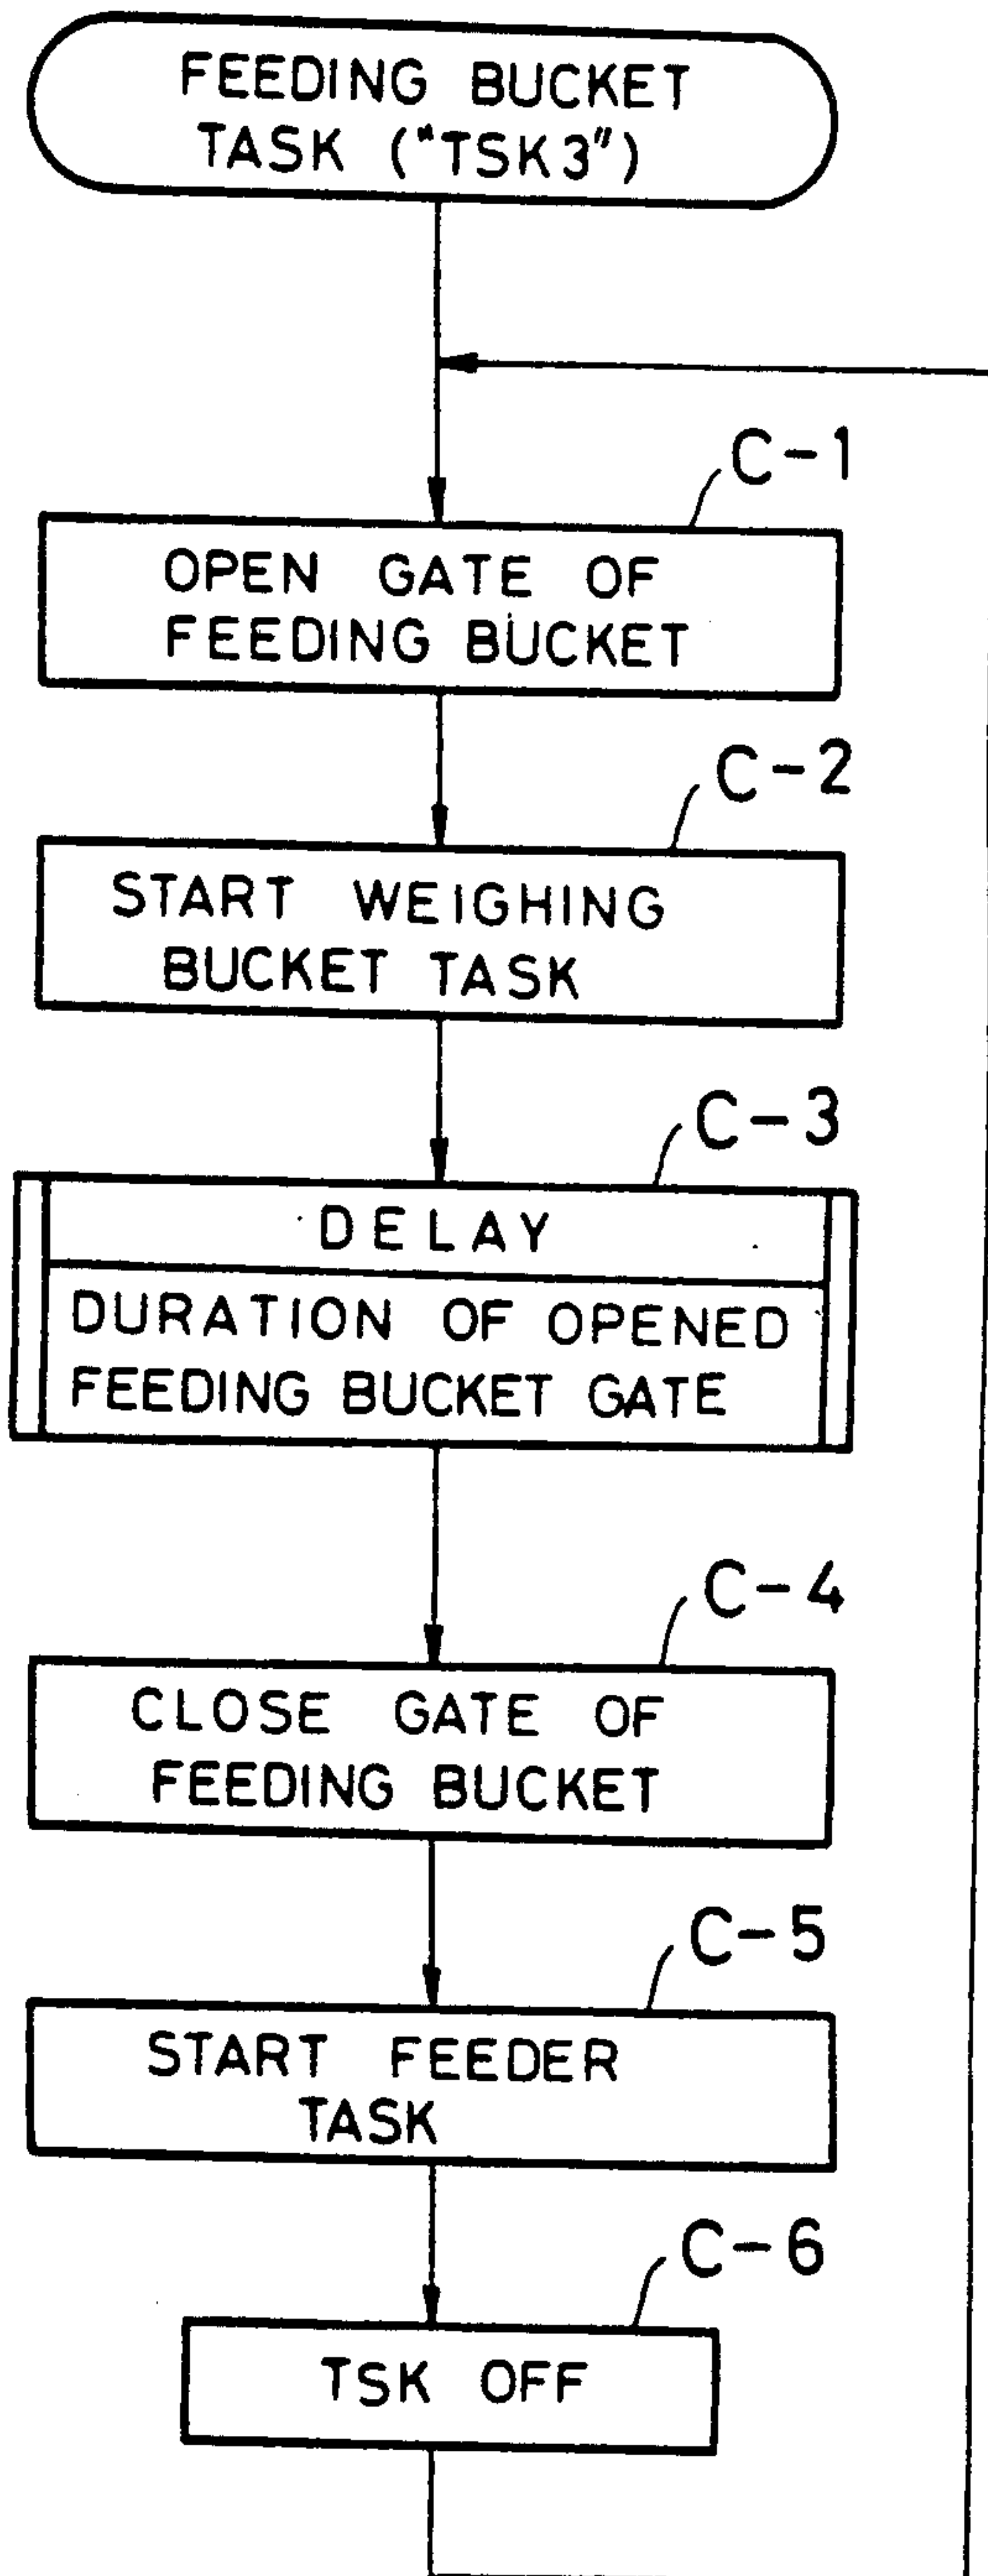 FEEDING BUCKET
TASK ("TSK3")
C-1
OPEN GATE OF
FEEDING BUCKET
C-2
START WEIGHING
BUCKET TASK
C-3
DELAY
DURATION OF OPENED
FEEDING BUCKET GATE
C-4
CLOSE GATE OF
FEEDING BUCKET
C-5
START FEEDER
TASK
C-6
TSK OFF